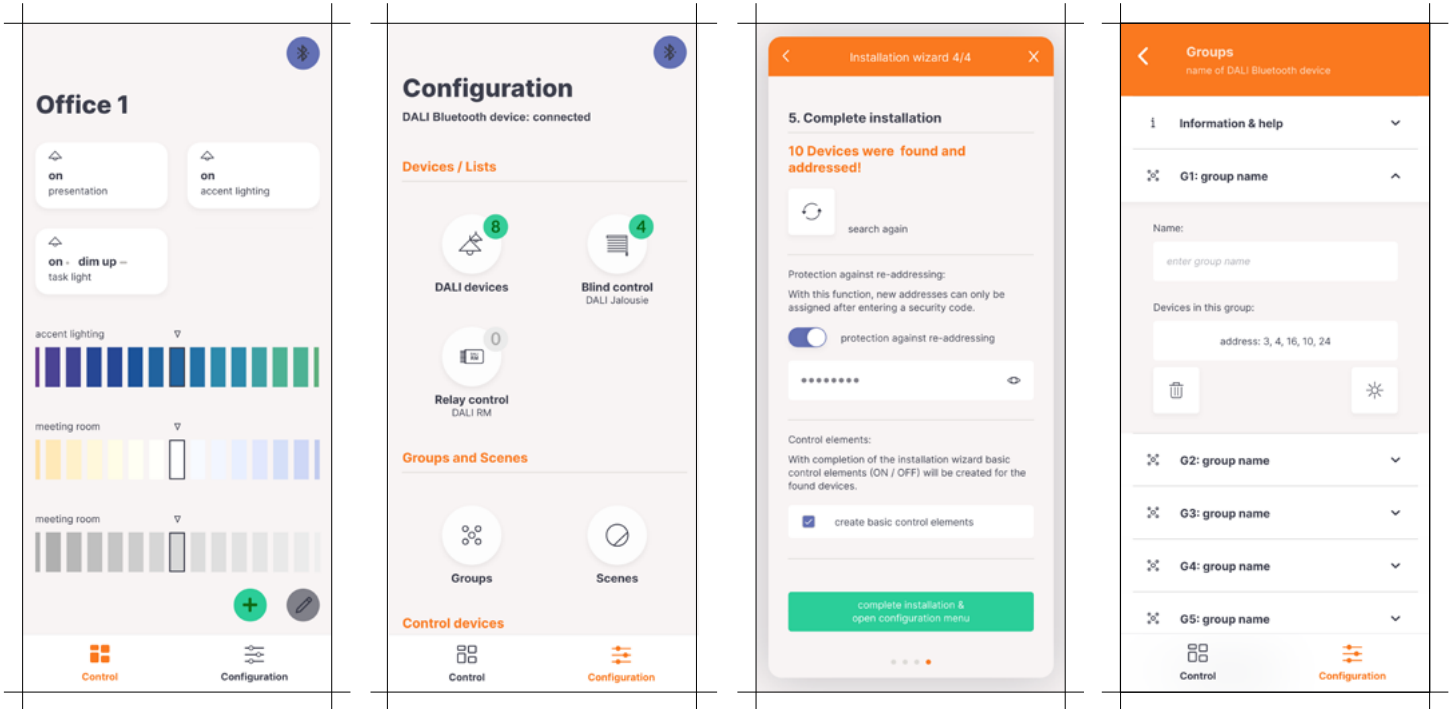 Office 1
on
presentation
on
accent lighting
on - dim up –
task light
accent lighting
meeting room
meeting room
Control
Configuration
Configuration
DALI Bluetooth device: connected
Devices / Lists
8
DALI devices
4
Blind control
DALI Jalousie
0
Relay control
DALI RM
Groups and Scenes
Groups
Scenes
Control devices
Control
Configuration
Installation wizard 4/4
5. Complete installation
10 Devices were found and
addressed!
search again
Protection against re-addressing:
With this function, new addresses can only be
assigned after entering a security code.
protection against re-addressing
Control elements:
With completion of the installation wizard basic
control elements (ON / OFF) will be created for the
found devices.
create basic control elements
complete installation &
open configuration menu
Groups
name of DALI Bluetooth device
Information & help
G1: group name
Name:
enter group name
Devices in this group:
address: 3, 4, 16, 10, 24
G2: group name
G3: group name
G4: group name
G5: group name
Control
Configuration